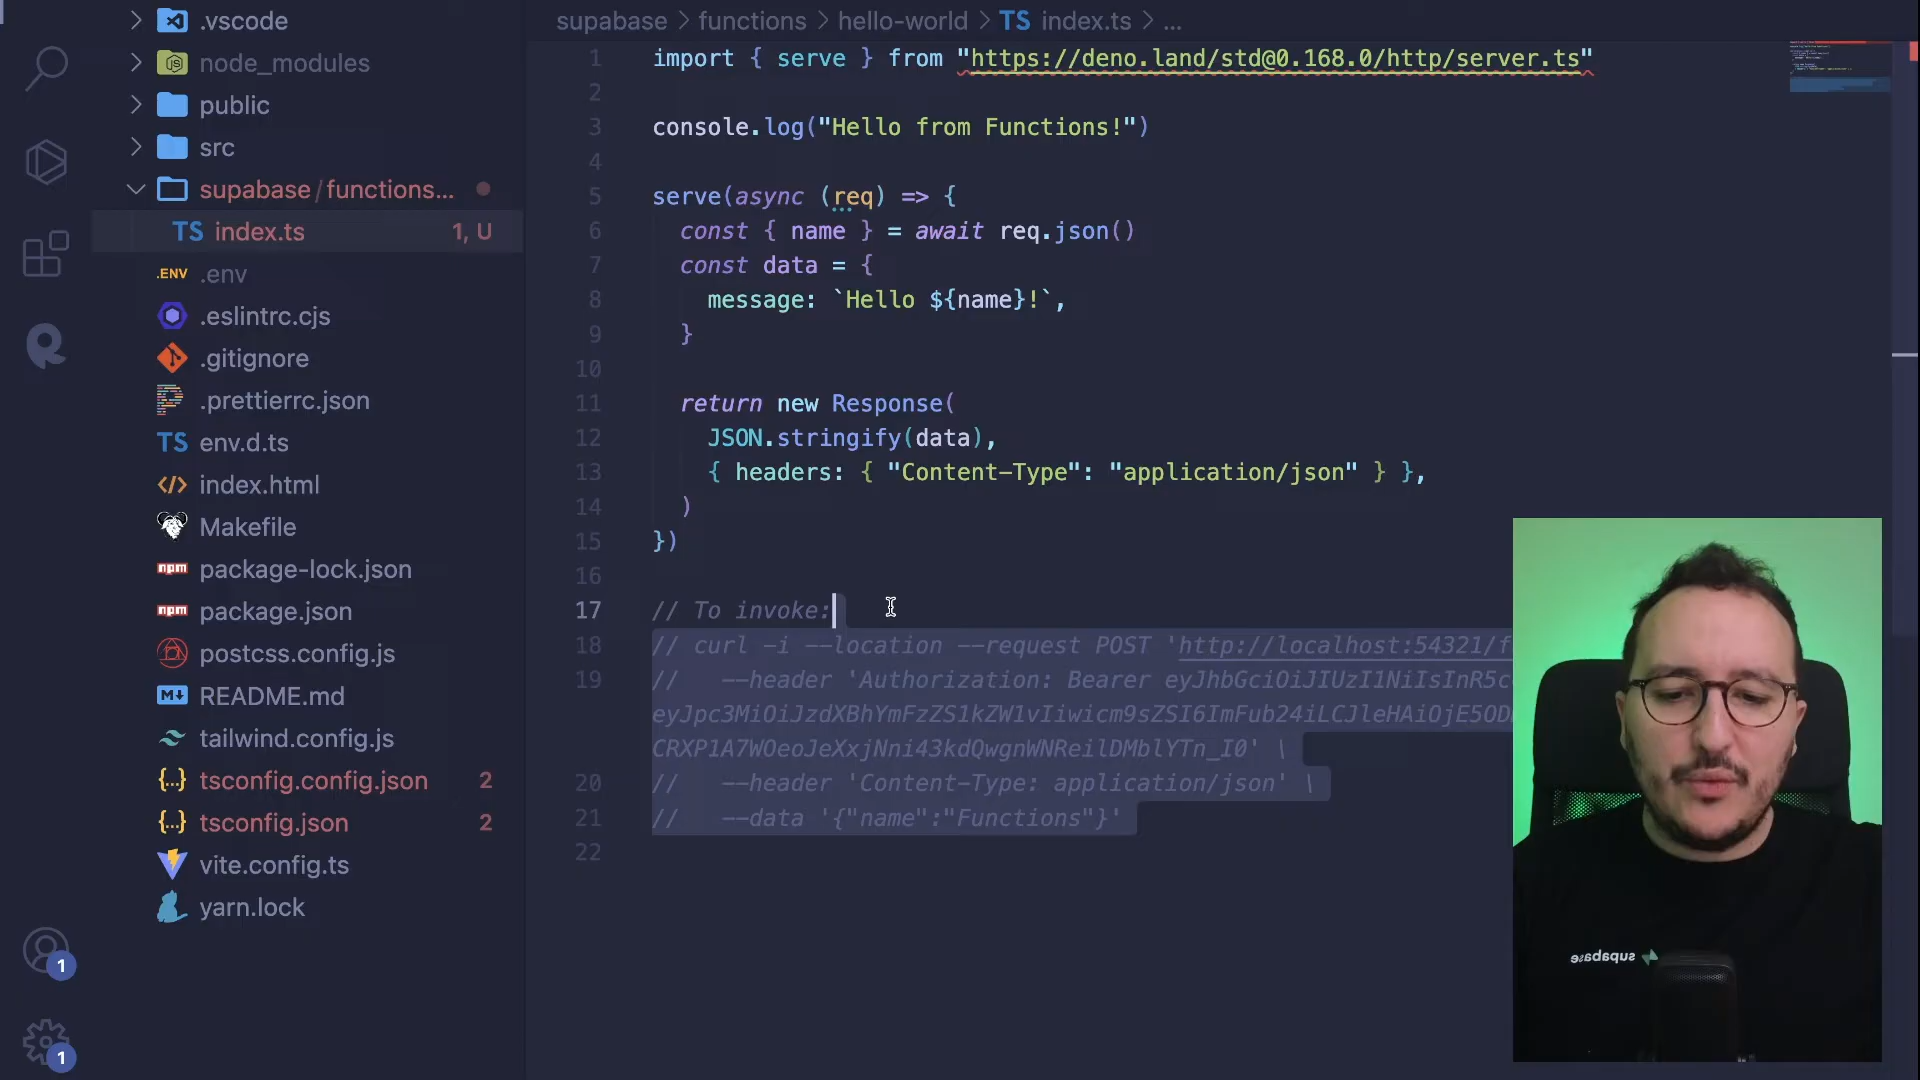 .vscode
node_modules
public
src
supabase/functions...
TS index.ts 1, U
.ENV .env
.eslintrc.cjs
.gitignore
.prettierrc.json
TS env.d.ts
</> index.html
Makefile
npm package-lock.json
npm package.json
postcss.config.js
M↓ README.md
tailwind.config.js
{..} tsconfig.config.json 2
{..} tsconfig.json 2
vite.config.ts
yarn.lock
1
1
supabase > functions > hello-world > TS index.ts > ...
1 import { serve } from "https://deno.land/std@0.168.0/http/server.ts"
2
3 console.log("Hello from Functions!")
4
5 serve(async (req) => {
6 const { name } = await req.json()
7 const data = {
8 message: `Hello ${name}!`,
9 }
10
11 return new Response(
12 JSON.stringify(data),
13 { headers: { "Content-Type": "application/json" } },
14 )
15 })
16
17 // To invoke:
18 // curl -i --location --request POST 'http://localhost:54321/f
19 // --header 'Authorization: Bearer eyJhbGciOiJIUzI1NiIsInR5c
eyJpc3MiOiJzdXBhYmFzZS1kZW1vIiwicm9sZSI6ImFub24iLCJleHAiOjE5OD
CRXP1A7WOeoJeXxjNni43kdQwgnWNReilDMblYTn_I0' \
20 // --header 'Content-Type: application/json' \
21 // --data '{"name":"Functions"}'
22
supabase